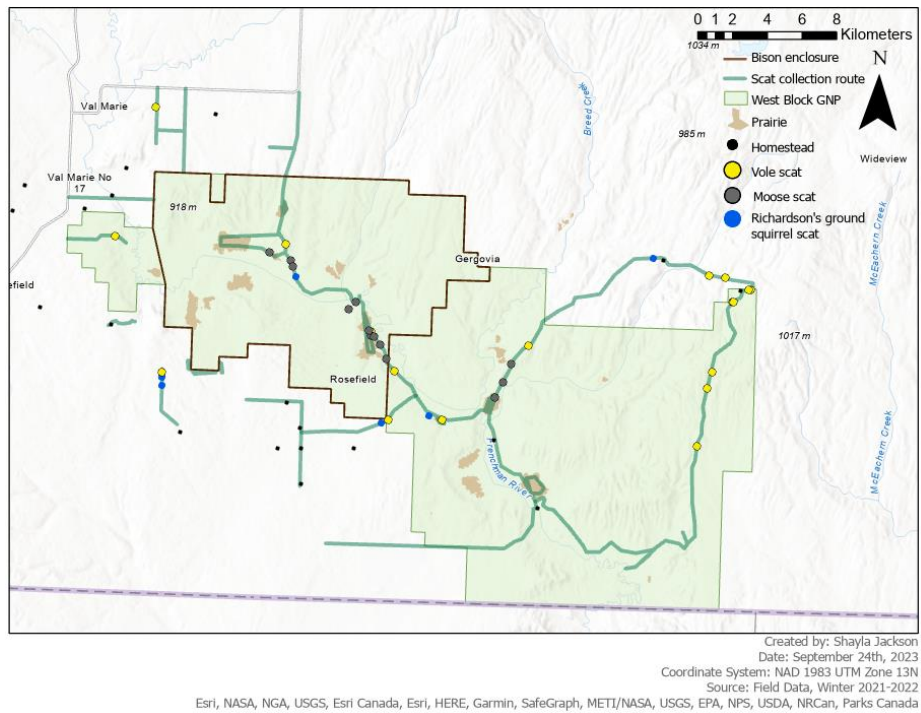 0 1 2 4 6 8
Kilometers
1034 m
N
Bison enclosure
Scat collection route
West Block GNP
Prairie
Homestead
Vole scat
Moose scat
Richardson's ground
squirrel scat
Wideview
Breed Creek
985 m
Val Marie
Val Marie No
17
918 m
McEachern Creek
Gergovia
efield
1017 m
Rosefield
McEachern Creek
Frenchman River
Created by: Shayla Jackson
Date: September 24th, 2023
Coordinate System: NAD 1983 UTM Zone 13N
Source: Field Data, Winter 2021-2022
Esri, NASA, NGA, USGS, Esri Canada, Esri, HERE, Garmin, SafeGraph, METI/NASA, USGS, EPA, NPS, USDA, NRCan, Parks Canada